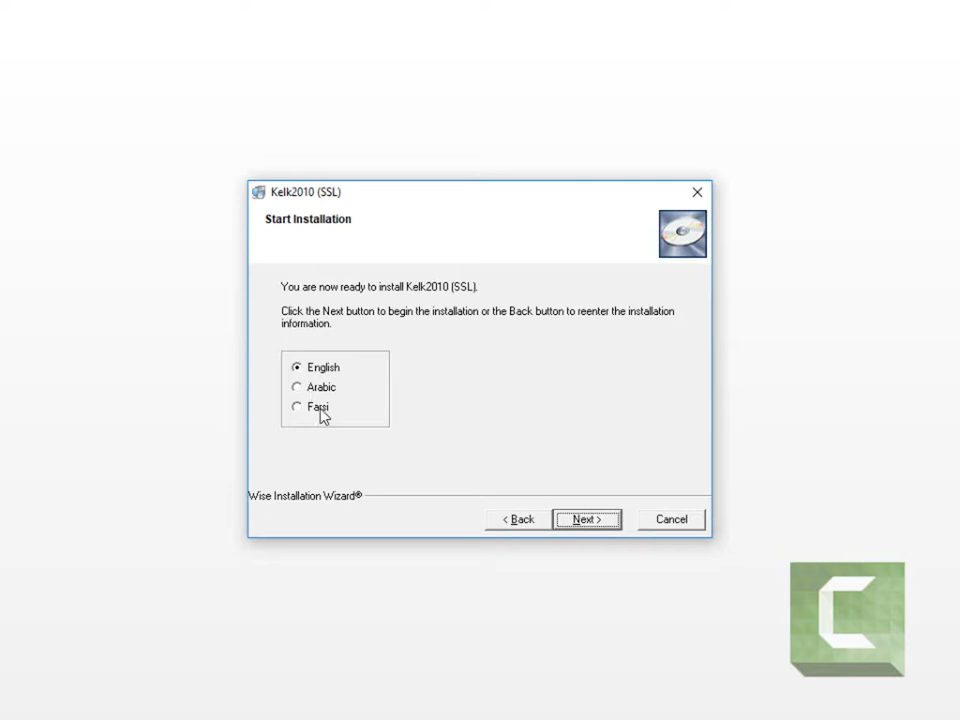 Kelk2010 (SSL)
Start Installation
You are now ready to install Kelk2010 (SSL).
Click the Next button to begin the installation or the Back button to reenter the installation
information.
English
Arabic
Farsi
Wise Installation Wizard®
< Back
Next >
Cancel